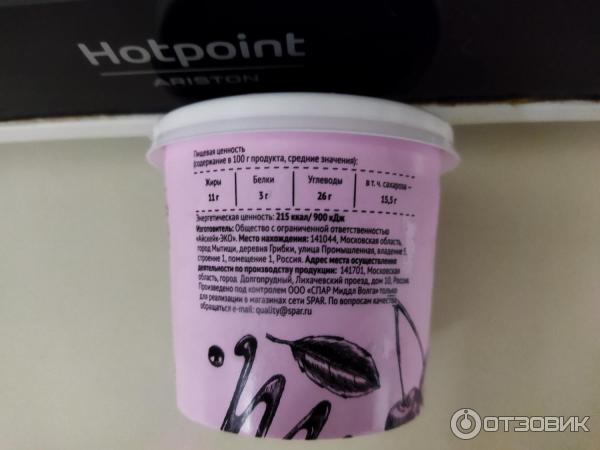 Hotpoint
ARISTON
Пищевая ценность
(содержание в 100 г продукта, средние значения):
Жиры Белки Углеводы в т. ч. сахароза –
11 г 3 г 26 г 15,5 г
Энергетическая ценность: 215 ккал/ 900 кДж
Изготовитель: Общество с ограниченной ответственностью
«Айскейк-ЭКО». Место нахождения: 141044, Московская область,
город Мытищи, деревня Грибки, улица Промышленная, владение 5,
строение 1, помещение 1, Россия. Адрес места осуществления
деятельности по производству продукции: 141701, Московская
область, город Долгопрудный, Лихачевский проезд, дом 10, Россия.
Произведено под контролем ООО «СПАР Миддл Волга» только
для реализации в магазинах сети SPAR. По вопросам качества
обращаться e-mail: quality@spar.ru
ОТЗОВИК